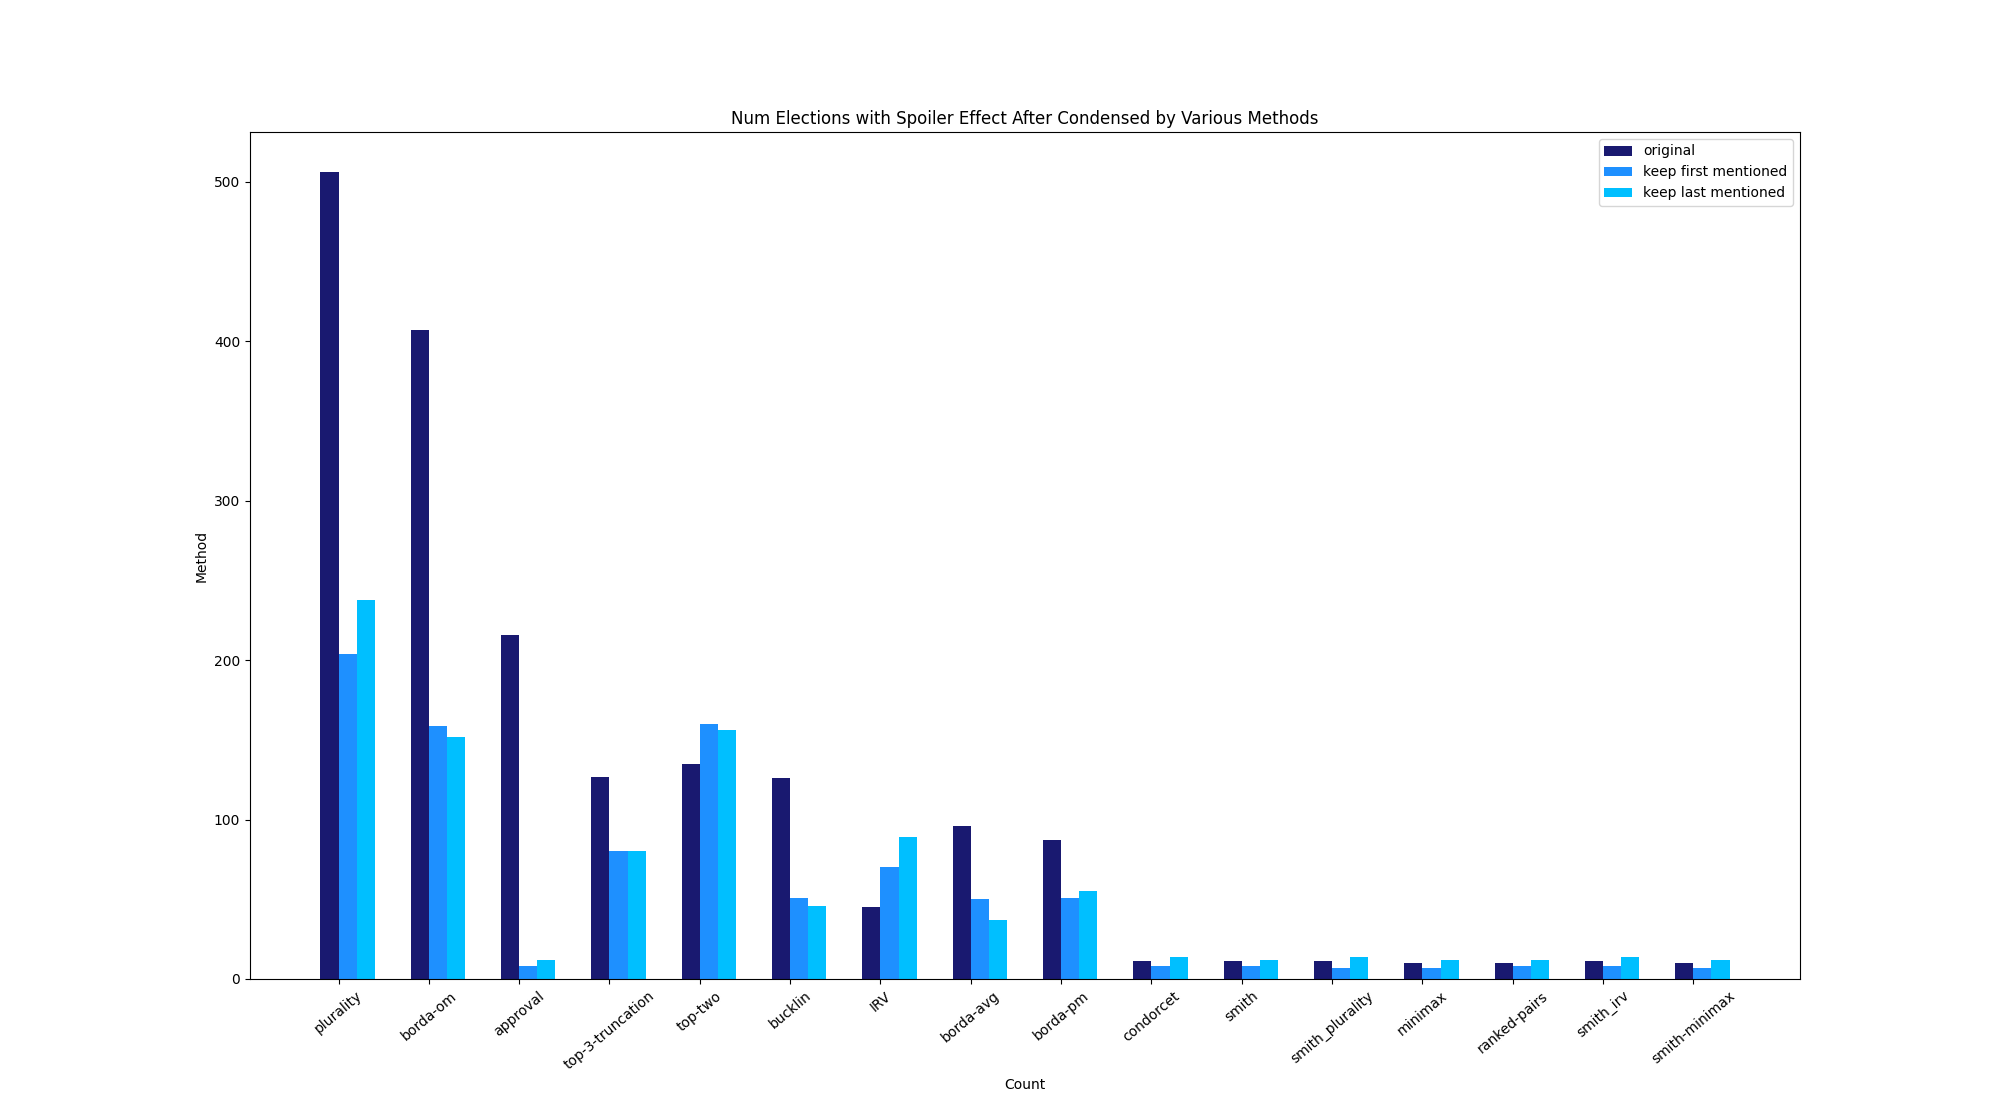 Num Elections with Spoiler Effect After Condensed by Various Methods
original
keep first mentioned
keep last mentioned
500
400
300
200
100
0
Method
plurality
borda-om
approval
top-3-truncation
top-two
bucklin
IRV
borda-avg
borda-pm
condorcet
smith
smith_plurality
minimax
ranked-pairs
smith_irv
smith-minimax
Count